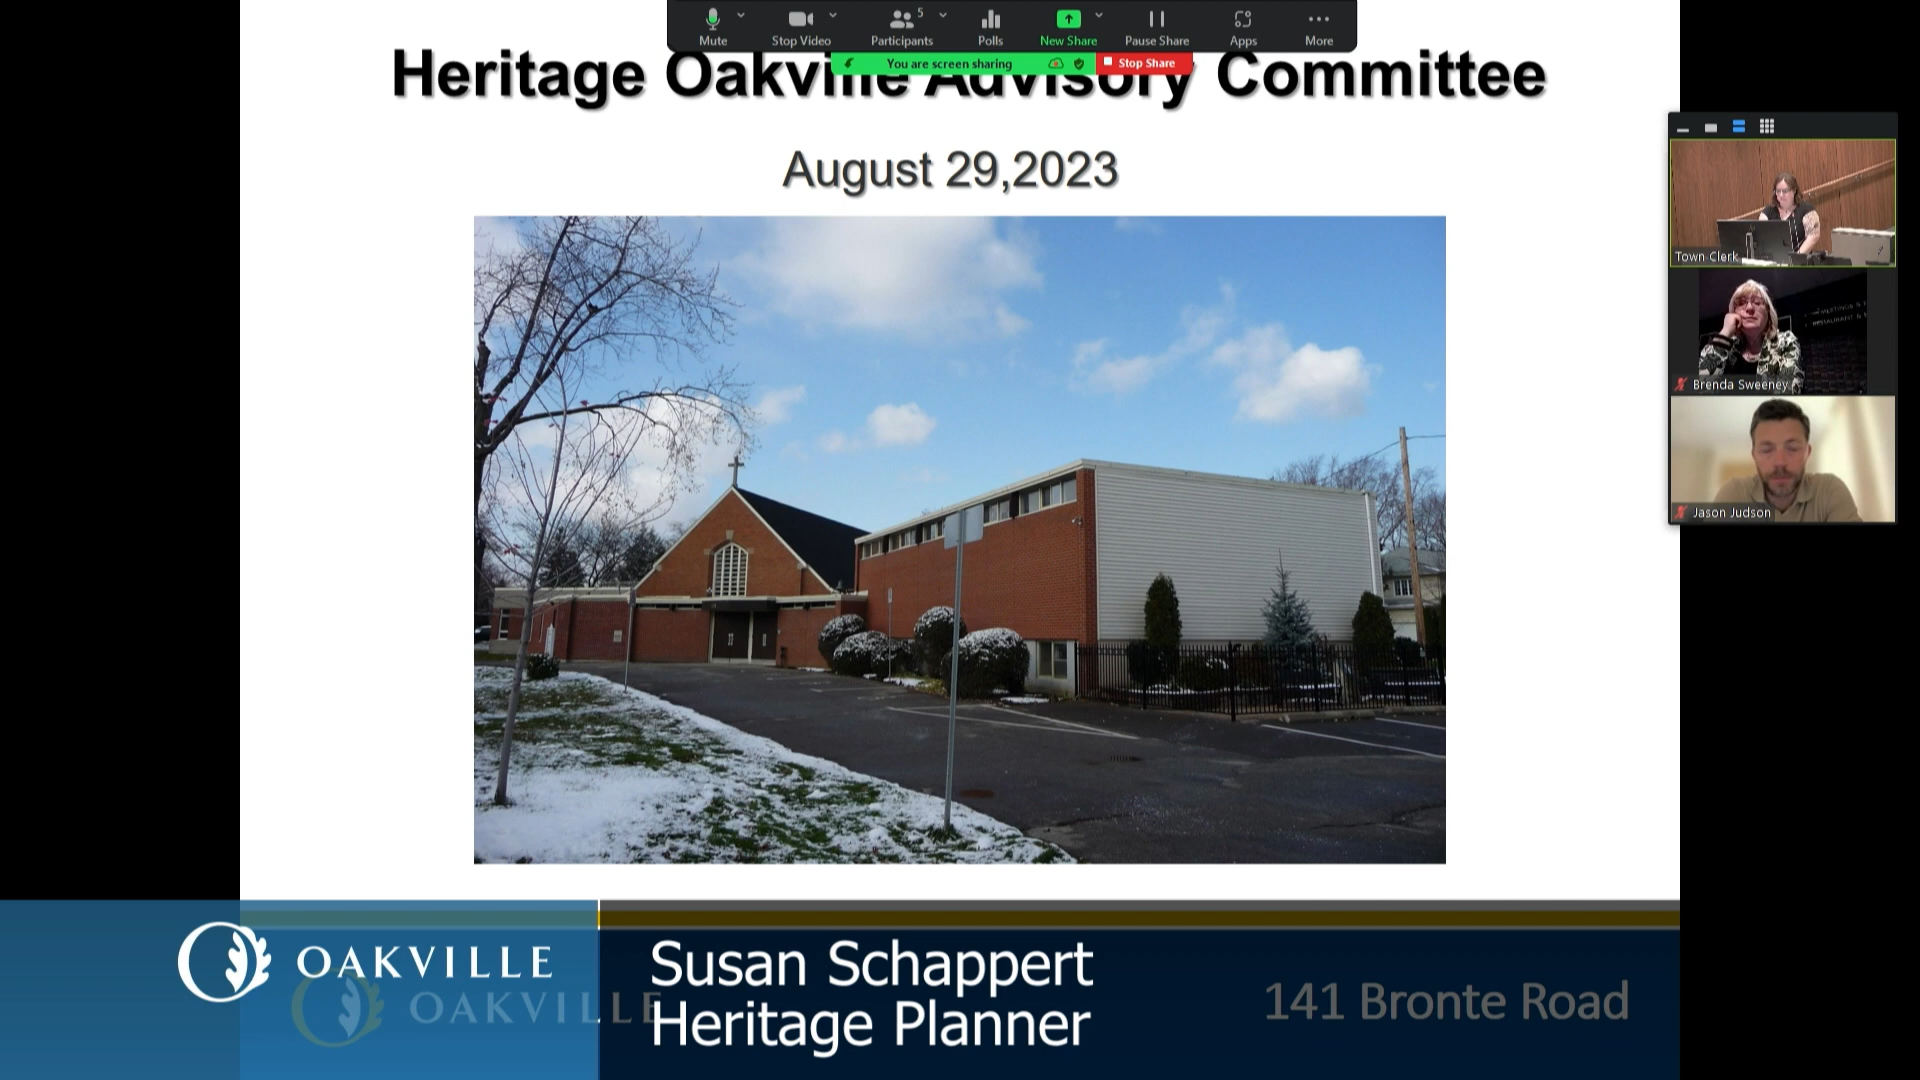 Mute
Stop Video
Participants
5
Polls
New Share
Pause Share
Apps
More
You are screen sharing
Stop Share
Heritage Oakville Advisory Committee
August 29,2023
Town Clerk
Brenda Sweeney
Jason Judson
OAKVILLE
OAKVILLE
Susan Schappert
Heritage Planner
141 Bronte Road